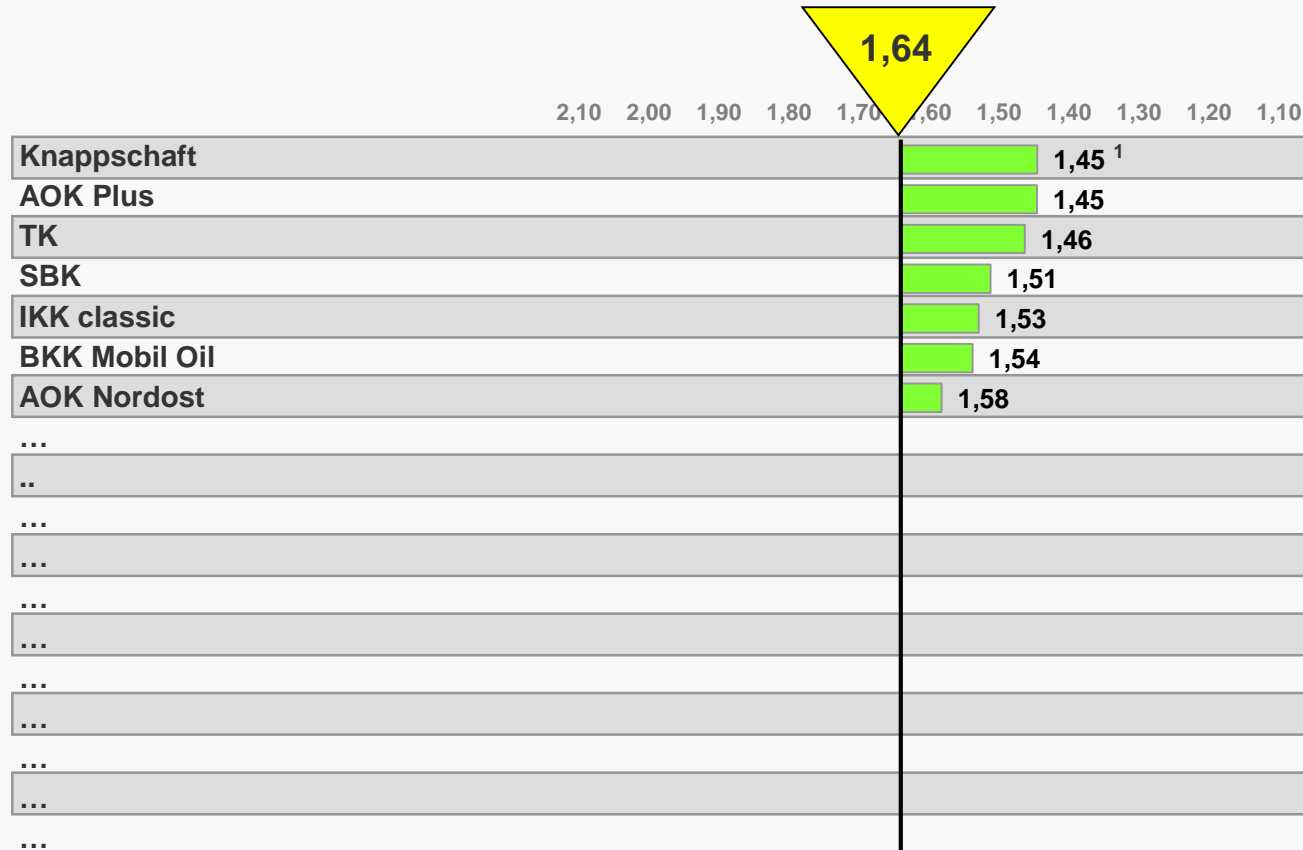 1,64
2,10 2,00 1,90 1,80 1,70 1,60 1,50 1,40 1,30 1,20 1,10
Knappschaft 1,45 1
AOK Plus 1,45
TK 1,46
SBK 1,51
IKK classic 1,53
BKK Mobil Oil 1,54
AOK Nordost 1,58
...
..
...
...
...
...
...
...
...
...
...